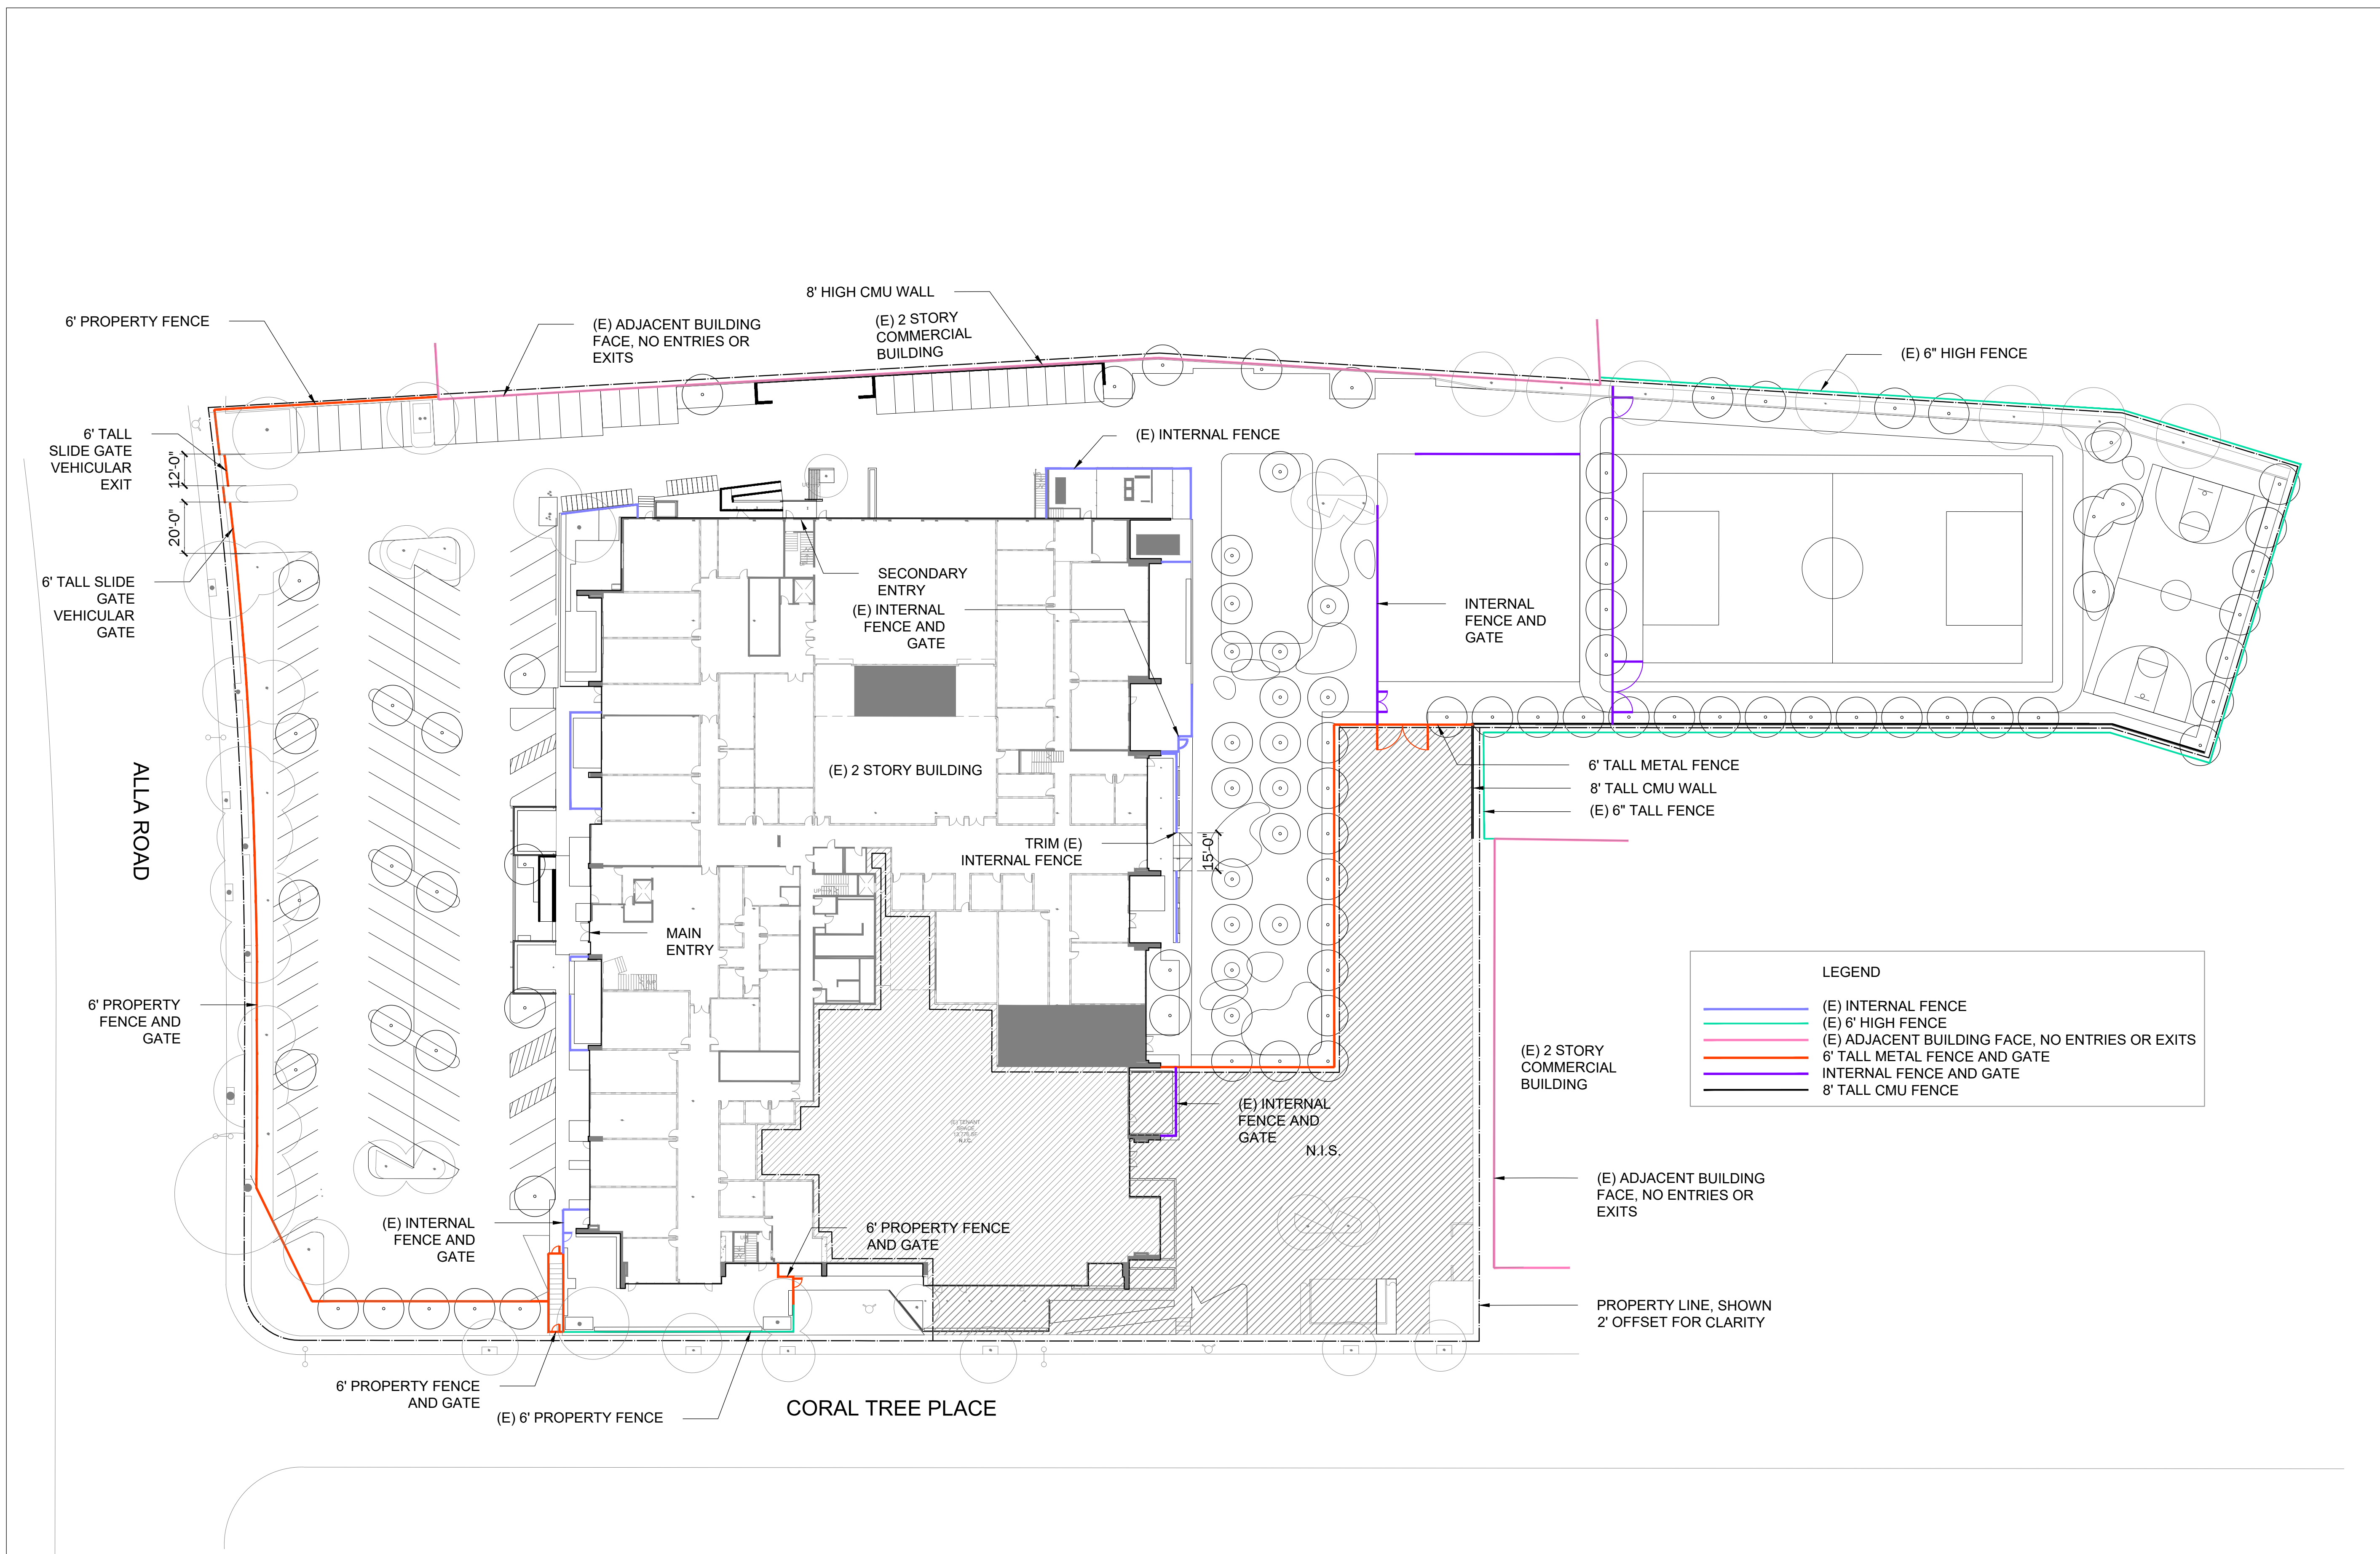 8' HIGH CMU WALL
6' PROPERTY FENCE
(E) ADJACENT BUILDING
FACE, NO ENTRIES OR
EXITS
(E) 2 STORY
COMMERCIAL
BUILDING
(E) 6" HIGH FENCE
6' TALL
SLIDE GATE
VEHICULAR
EXIT
12'-0"
20'-0"
(E) INTERNAL FENCE
6' TALL SLIDE
GATE
VEHICULAR
GATE
SECONDARY
ENTRY
(E) INTERNAL
FENCE AND
GATE
INTERNAL
FENCE AND
GATE
ALLA ROAD
(E) 2 STORY BUILDING
6' TALL METAL FENCE
8' TALL CMU WALL
(E) 6" TALL FENCE
TRIM (E)
INTERNAL FENCE
15'-0"
MAIN
ENTRY
6' PROPERTY
FENCE AND
GATE
LEGEND
(E) INTERNAL FENCE
(E) 6' HIGH FENCE
(E) ADJACENT BUILDING FACE, NO ENTRIES OR EXITS
6' TALL METAL FENCE AND GATE
INTERNAL FENCE AND GATE
8' TALL CMU FENCE
(E) 2 STORY
COMMERCIAL
BUILDING
(E) TENANT
SPACE
N.I.C.
(E) INTERNAL
FENCE AND
GATE
N.I.S.
(E) ADJACENT BUILDING
FACE, NO ENTRIES OR
EXITS
(E) INTERNAL
FENCE AND
GATE
6' PROPERTY FENCE
AND GATE
PROPERTY LINE, SHOWN
2' OFFSET FOR CLARITY
6' PROPERTY FENCE
AND GATE
(E) 6' PROPERTY FENCE
CORAL TREE PLACE